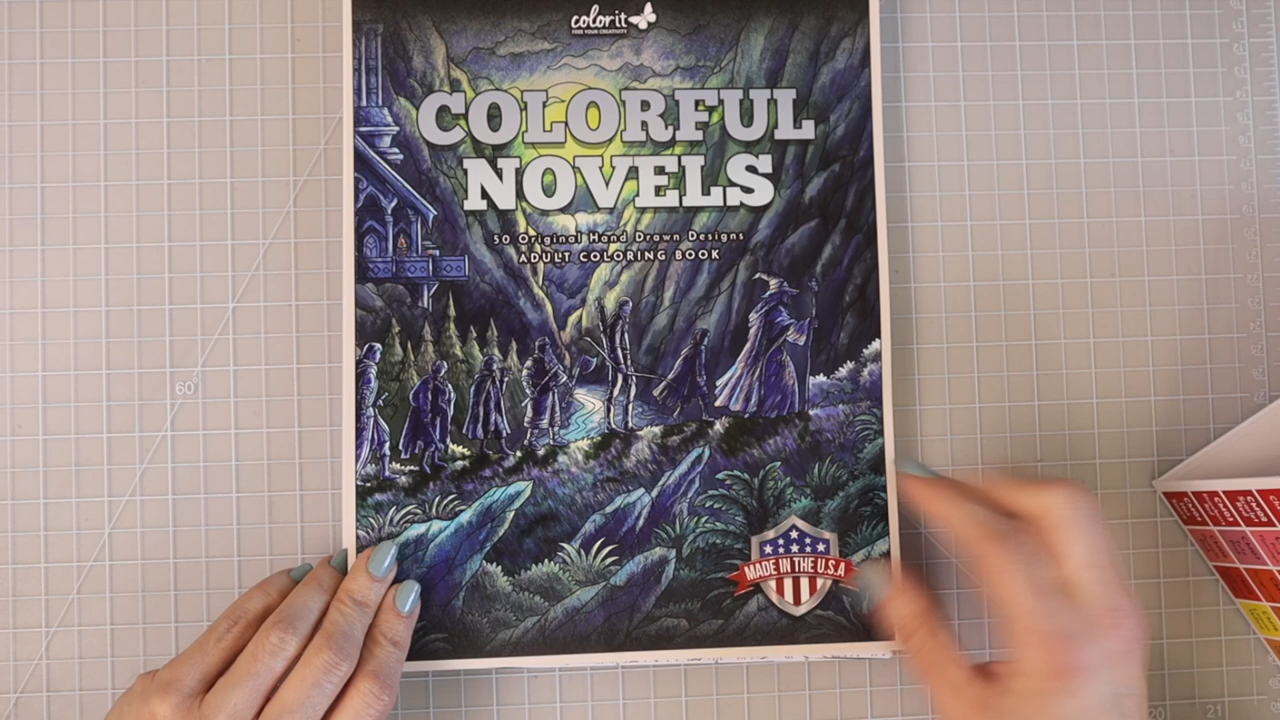 colorit
FREE YOUR CREATIVITY
COLORFUL
NOVELS
50 Original Hand Drawn Designs
ADULT COLORING BOOK
MADE IN THE U.S.A
60°
20
21